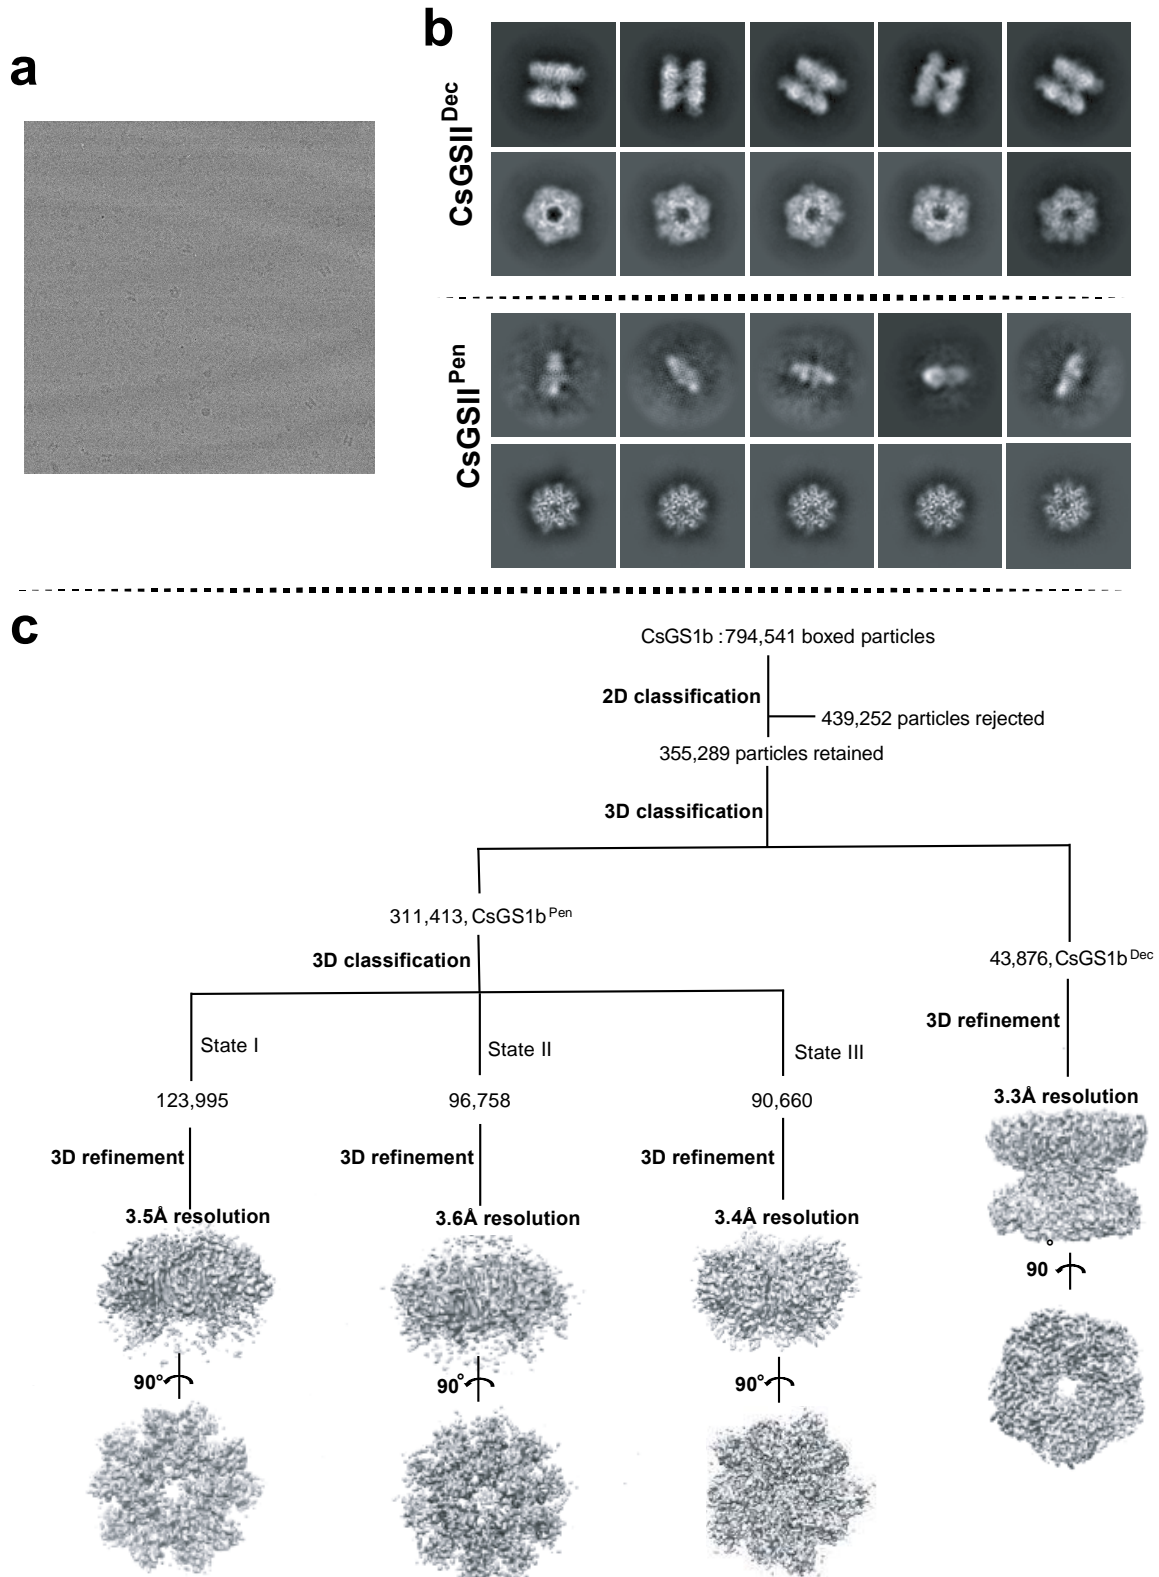 a
b
CsGSII^Dec
CsGSII^Pen
c
CsGS1b : 794,541 boxed particles
2D classification
439,252 particles rejected
355,289 particles retained
3D classification
311,413, CsGS1b^Pen
43,876, CsGS1b^Dec
3D classification
3D refinement
State I
State II
State III
123,995
96,758
90,660
3.3Å resolution
3D refinement
3D refinement
3D refinement
3.5Å resolution
3.6Å resolution
3.4Å resolution
90°
90°
90°
90°